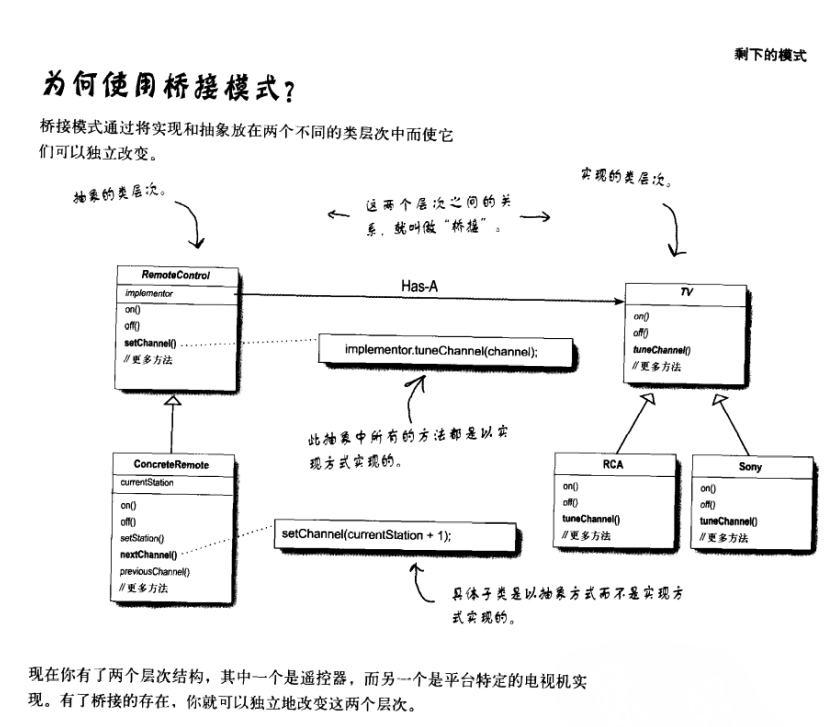 剩下的模式
为何使用桥接模式?
桥接模式通过将实现和抽象放在两个不同的类层次中而使它
们可以独立改变。
抽象的类层次。
这两个层次之间的关
系，就叫做“桥接”。
实现的类层次。
RemoteControl
implementor
on()
off()
setChannel()
//更多方法
Has-A
TV
on()
off()
tuneChannel()
//更多方法
implementor.tuneChannel(channel);
此抽象中所有的方法都是以实
现方式实现的。
ConcreteRemote
currentStation
on()
off()
setStation()
nextChannel()
previousChannel()
//更多方法
RCA
on()
off()
tuneChannel()
//更多方法
Sony
on()
off()
tuneChannel()
//更多方法
setChannel(currentStation + 1);
具体子类是以抽象方式而不是实现方
式实现的。
现在你有了两个层次结构，其中一个是遥控器，而另一个是平台特定的电视机实
现。有了桥接的存在，你就可以独立地改变这两个层次。